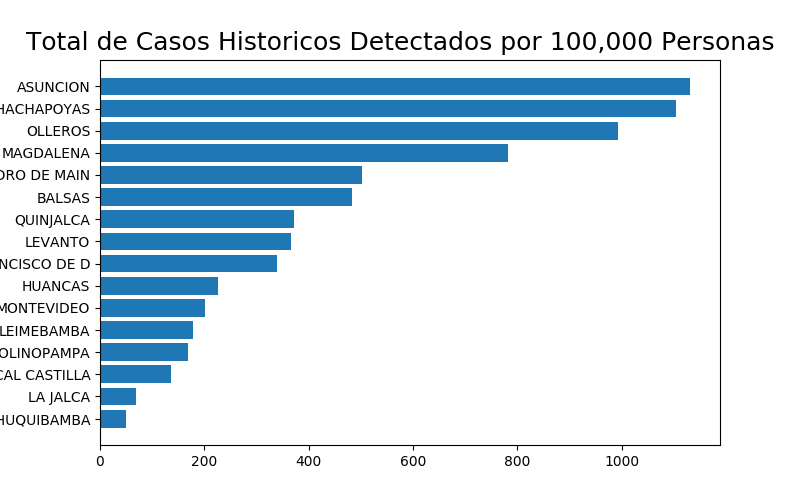 Total de Casos Historicos Detectados por 100,000 Personas
ASUNCION
HACHAPOYAS
OLLEROS
MAGDALENA
DRO DE MAIN
BALSAS
QUINJALCA
LEVANTO
NCISCO DE D
HUANCAS
MONTEVIDEO
LEIMEBAMBA
OLINOPAMPA
CAL CASTILLA
LA JALCA
HUQUIBAMBA
0 200 400 600 800 1000